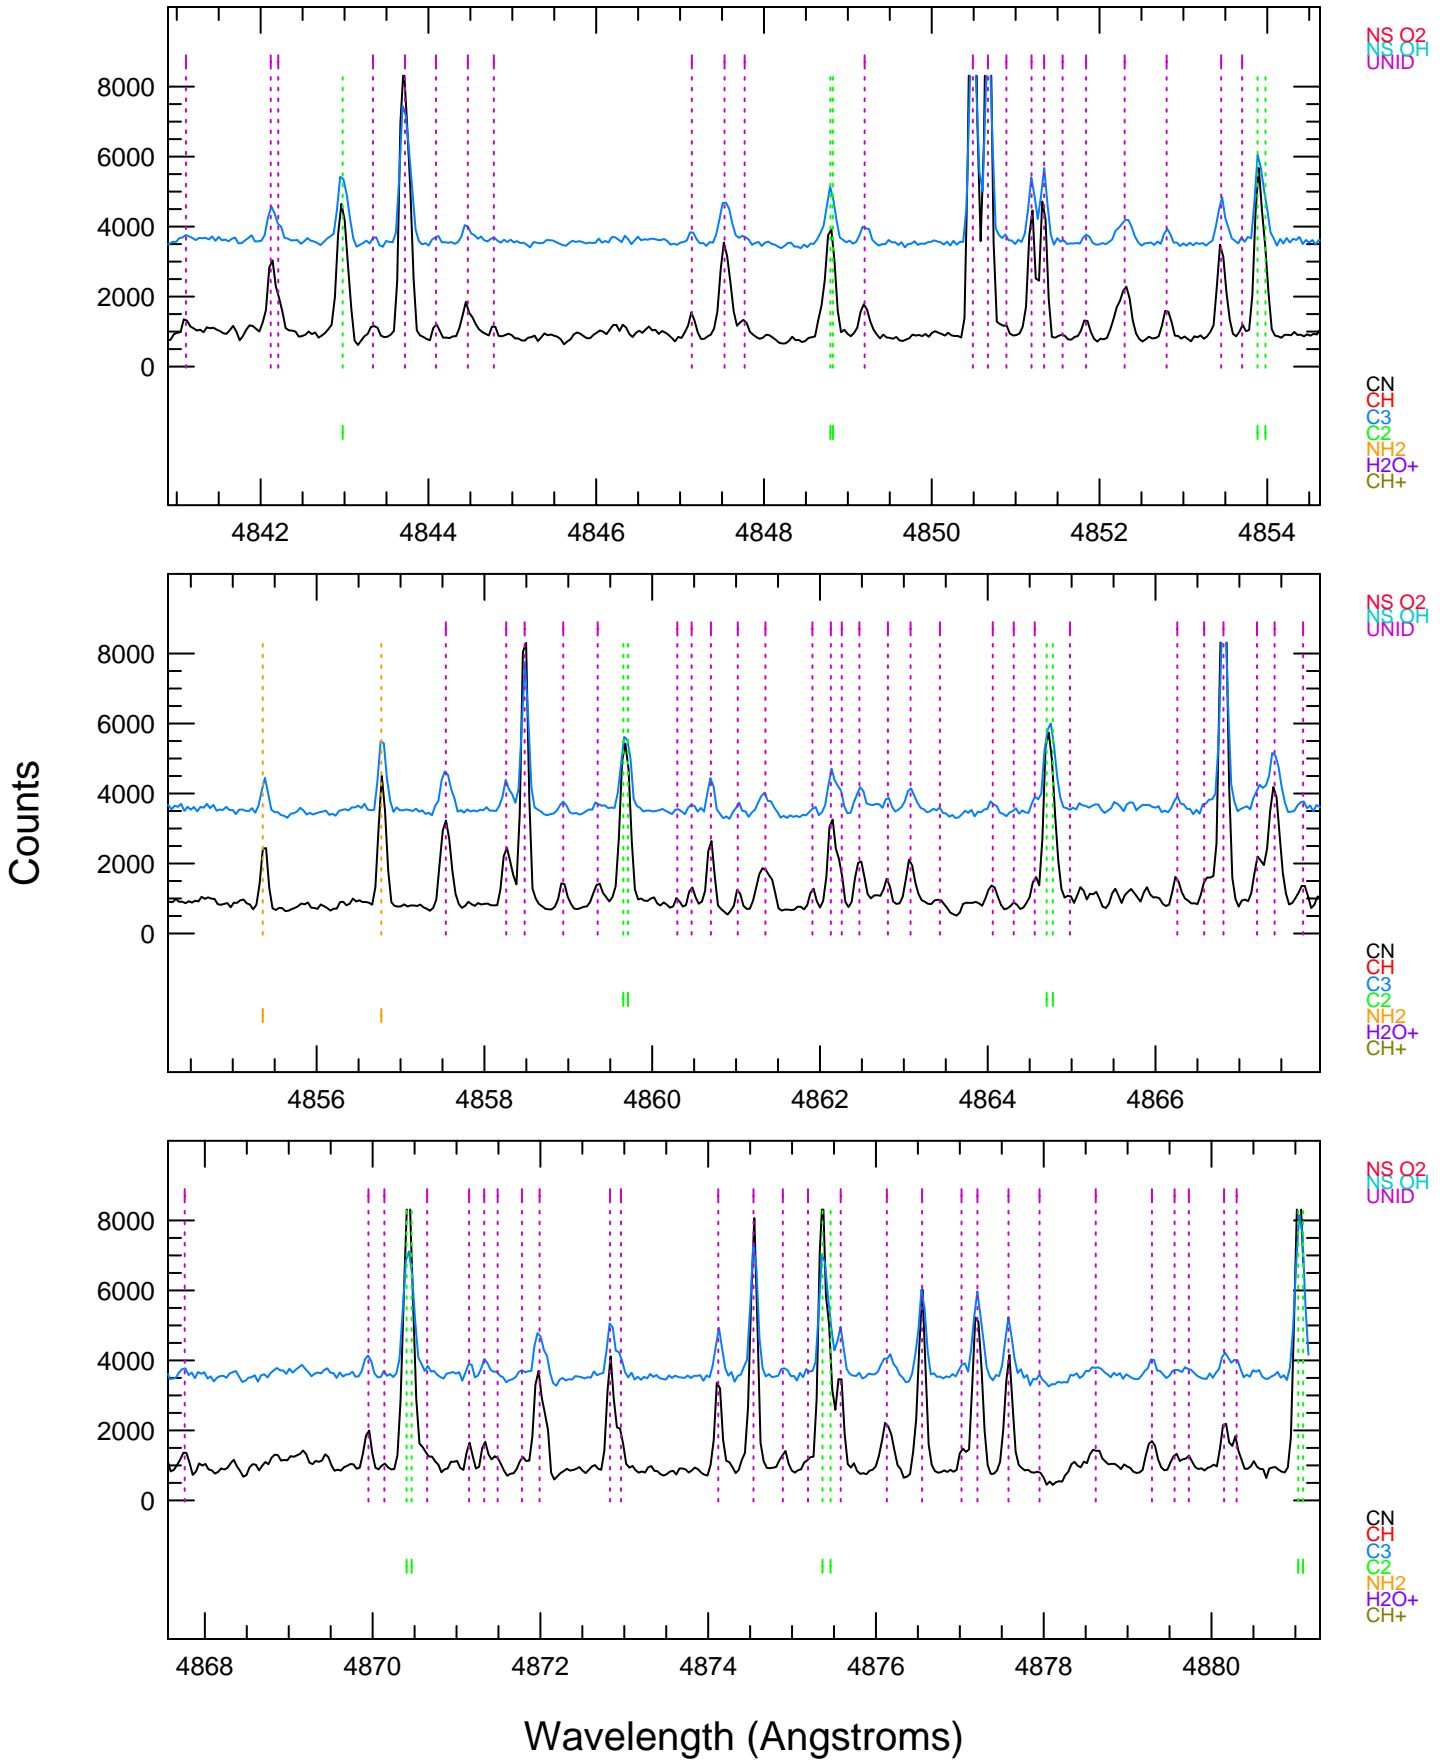 NS O2
NS OH
UNID
8000
6000
4000
2000
0
CN
CH
C3
C2
NH2
H2O+
CH+
4842 4844 4846 4848 4850 4852 4854
NS O2
NS OH
UNID
8000
6000
4000
2000
0
Counts
CN
CH
C3
C2
NH2
H2O+
CH+
4856 4858 4860 4862 4864 4866
NS O2
NS OH
UNID
8000
6000
4000
2000
0
CN
CH
C3
C2
NH2
H2O+
CH+
4868 4870 4872 4874 4876 4878 4880
Wavelength (Angstroms)